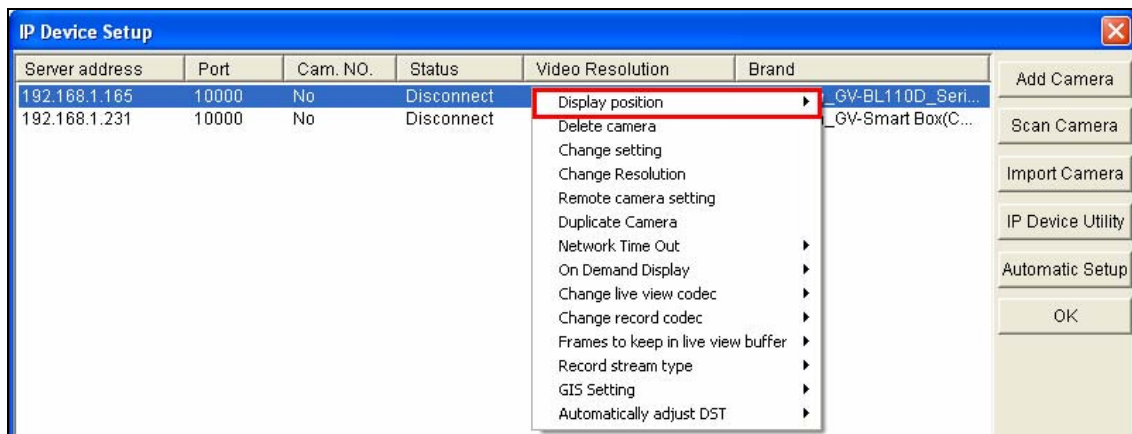 IP Device Setup
Server address Port Cam. NO. Status Video Resolution Brand
192.168.1.165 10000 No Disconnect _GV-BL110D_Seri...
192.168.1.231 10000 No Disconnect _GV-Smart Box(C...
Display position
Delete camera
Change setting
Change Resolution
Remote camera setting
Duplicate Camera
Network Time Out
On Demand Display
Change live view codec
Change record codec
Frames to keep in live view buffer
Record stream type
GIS Setting
Automatically adjust DST
Add Camera
Scan Camera
Import Camera
IP Device Utility
Automatic Setup
OK